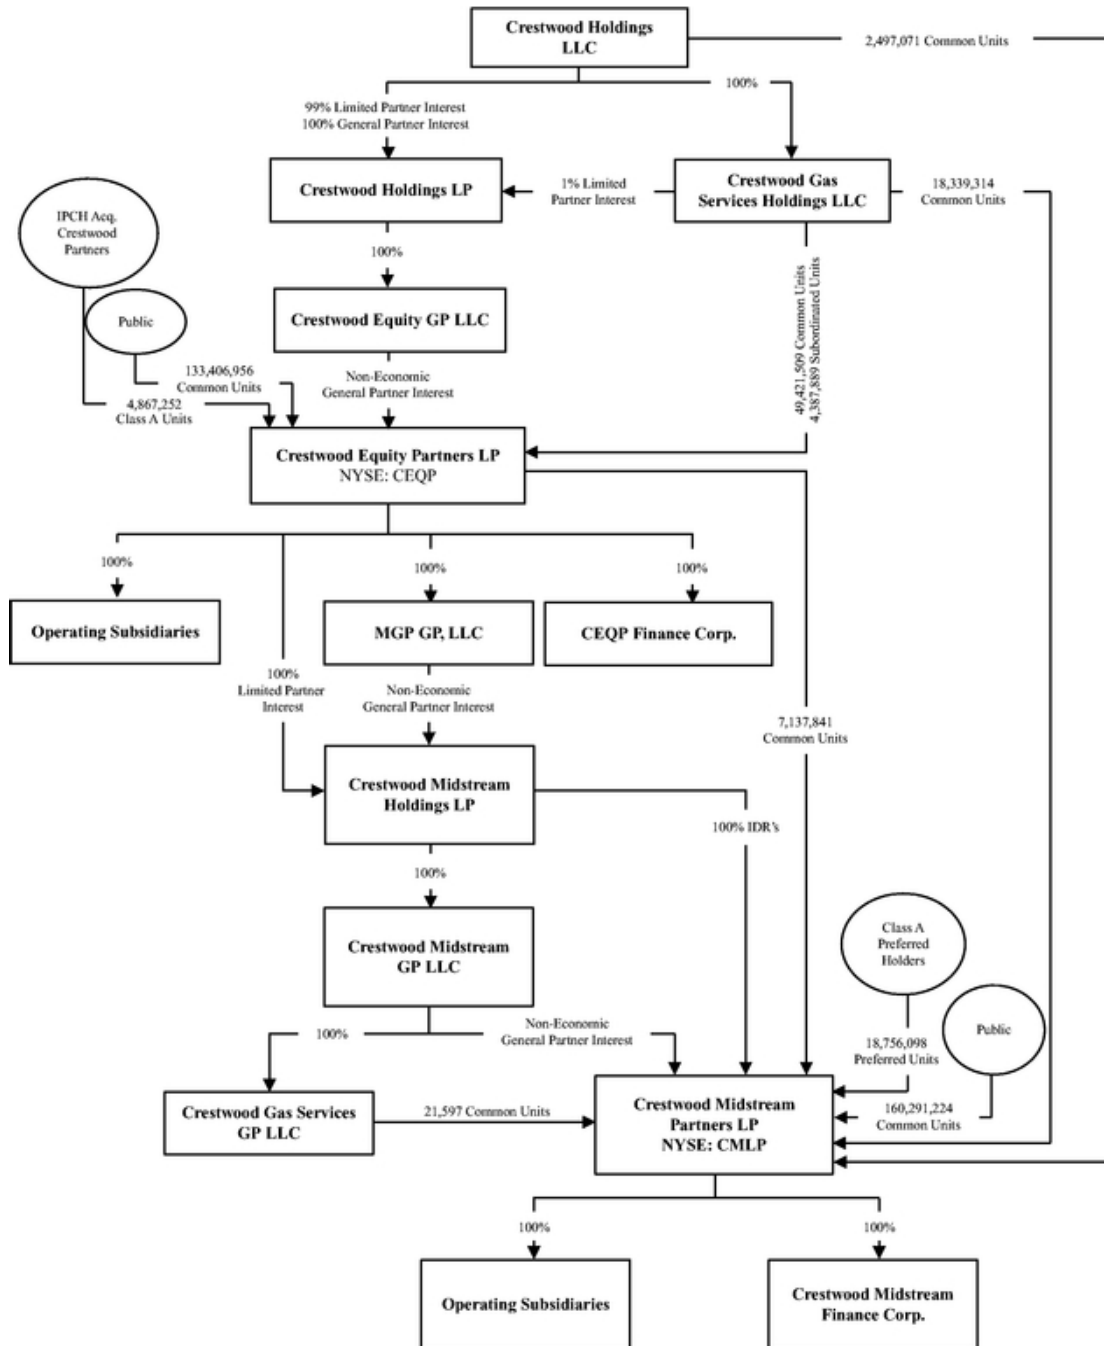 Crestwood Holdings
LLC
2,497,071 Common Units
99% Limited Partner Interest
100% General Partner Interest
100%
Crestwood Holdings LP
1% Limited
Partner Interest
Crestwood Gas
Services Holdings LLC
18,339,314
Common Units
IPCH Acq.
Crestwood
Partners
100%
Public
Crestwood Equity GP LLC
49,421,509 Common Units
4,387,889 Subordinated Units
133,406,956
Common Units
4,867,252
Class A Units
Non-Economic
General Partner Interest
Crestwood Equity Partners LP
NYSE: CEQP
100%
100%
100%
Operating Subsidiaries
MGP GP, LLC
CEQP Finance Corp.
100%
Limited Partner
Interest
Non-Economic
General Partner Interest
7,137,841
Common Units
Crestwood Midstream
Holdings LP
100% IDR's
100%
Crestwood Midstream
GP LLC
Class A
Preferred
Holders
100%
Non-Economic
General Partner Interest
18,756,098
Preferred Units
Public
Crestwood Gas Services
GP LLC
21,597 Common Units
Crestwood Midstream
Partners LP
NYSE: CMLP
160,291,224
Common Units
100%
100%
Operating Subsidiaries
Crestwood Midstream
Finance Corp.